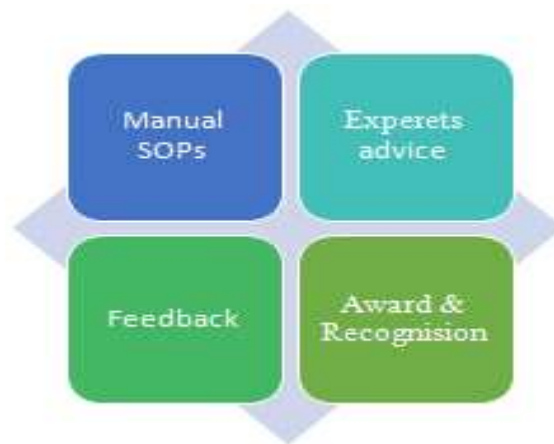 Manual
SOPs
Experets
advice
Feedback
Award &
Recognision